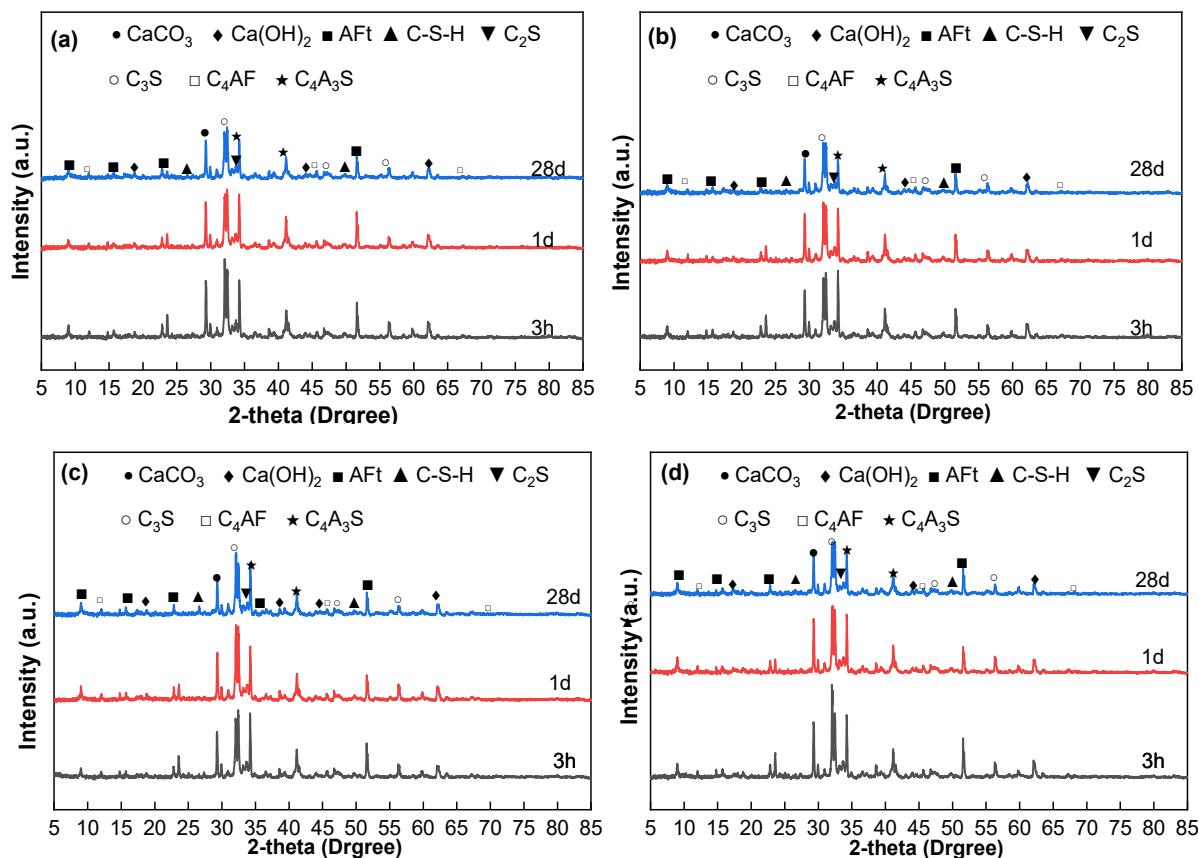 (a)
● CaCO₃ ♦ Ca(OH)₂ ■ AFt ▲ C-S-H ▼ C₂S
○ C₃S □ C₄AF ★ C₄A₃S
28d
1d
3h
Intensity (a.u.)
5 10 15 20 25 30 35 40 45 50 55 60 65 70 75 80 85
2-theta (Drgree)
(b)
● CaCO₃ ♦ Ca(OH)₂ ■ AFt ▲ C-S-H ▼ C₂S
○ C₃S □ C₄AF ★ C₄A₃S
28d
1d
3h
Intensity (a.u.)
5 10 15 20 25 30 35 40 45 50 55 60 65 70 75 80 85
2-theta (Drgree)
(c)
● CaCO₃ ♦ Ca(OH)₂ ■ AFt ▲ C-S-H ▼ C₂S
○ C₃S □ C₄AF ★ C₄A₃S
28d
1d
3h
Intensity (a.u.)
5 10 15 20 25 30 35 40 45 50 55 60 65 70 75 80 85
2-theta (Drgree)
(d)
● CaCO₃ ♦ Ca(OH)₂ ■ AFt ▲ C-S-H ▼ C₂S
○ C₃S □ C₄AF ★ C₄A₃S
28d
1d
3h
Intensity (a.u.)
5 10 15 20 25 30 35 40 45 50 55 60 65 70 75 80 85
2-theta (Drgree)